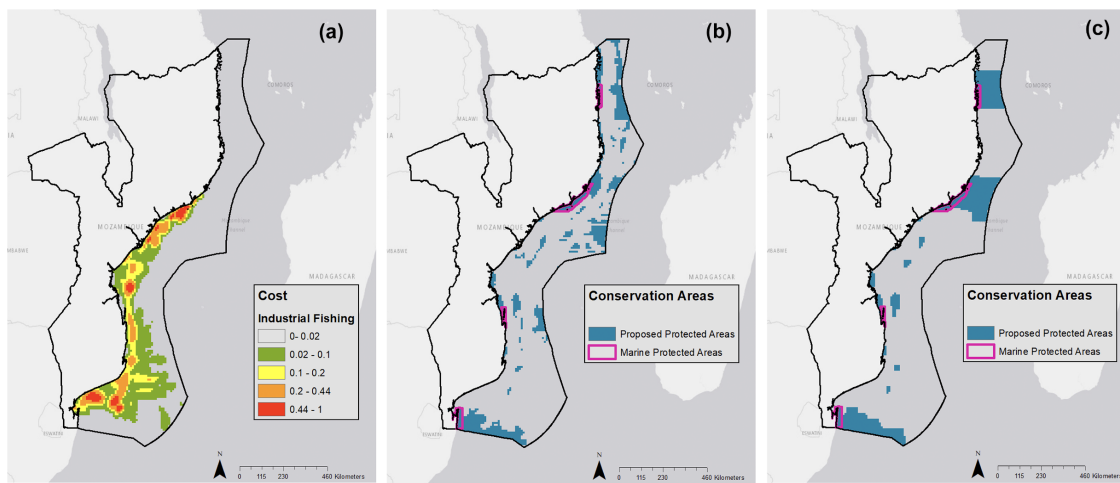 (a)
MALAWI
COMOROS
MOZAMBIQUE
MADAGASCAR
ESWATINI
Cost
Industrial Fishing
0- 0.02
0.02 - 0.1
0.1 - 0.2
0.2 - 0.44
0.44 - 1
N
0 115 230 460 Kilometers
(b)
MALAWI
COMOROS
MOZAMBIQUE
MADAGASCAR
ESWATINI
Conservation Areas
Proposed Protected Areas
Marine Protected Areas
N
0 115 230 460 Kilometers
(c)
MALAWI
COMOROS
MOZAMBIQUE
MADAGASCAR
ESWATINI
Conservation Areas
Proposed Protected Areas
Marine Protected Areas
N
0 115 230 460 Kilometers